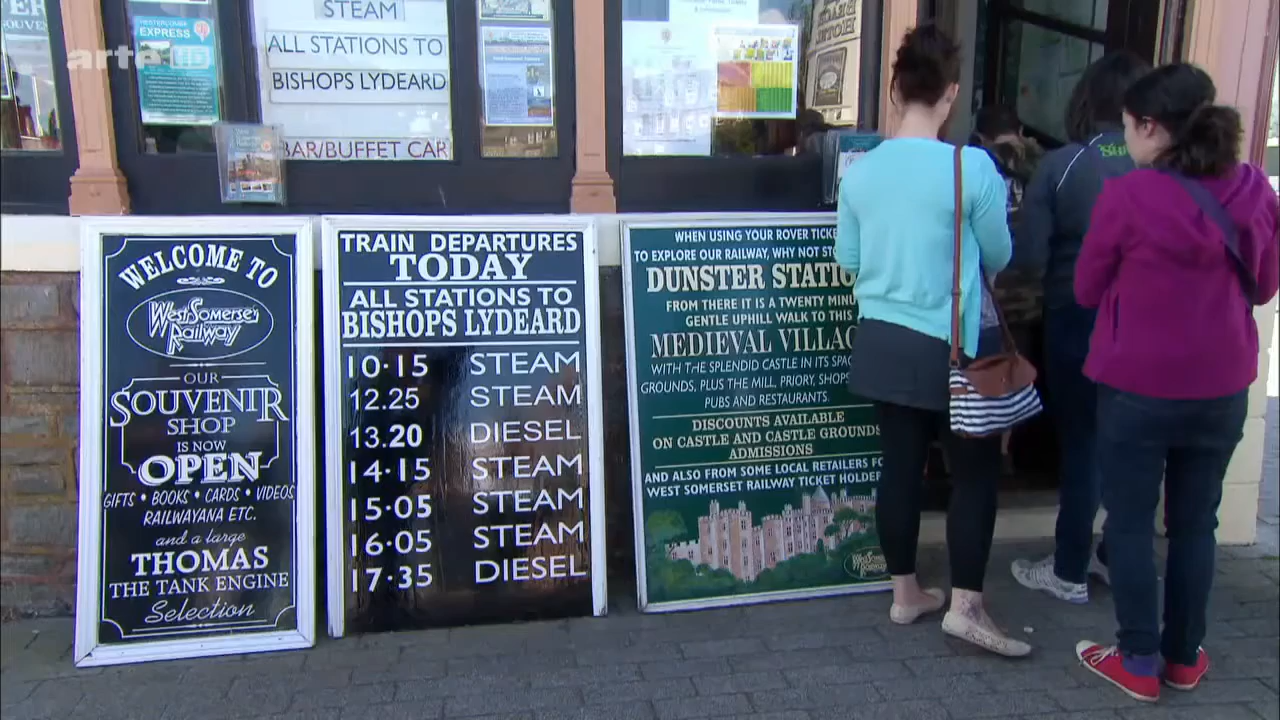 arte HD
EXPRESS
STEAM
ALL STATIONS TO
BISHOPS LYDEARD
BAR/BUFFET CAR
WELCOME TO
West Somerset
Railway
OUR
SOUVENIR
SHOP
IS NOW
OPEN
GIFTS • BOOKS • CARDS • VIDEOS
RAILWAYANA ETC.
and a large
THOMAS
THE TANK ENGINE
Selection
TRAIN DEPARTURES
TODAY
ALL STATIONS TO
BISHOPS LYDEARD
10·15 STEAM
12.25 STEAM
13.20 DIESEL
14·15 STEAM
15·05 STEAM
16·05 STEAM
17·35 DIESEL
WHEN USING YOUR ROVER TICKE
TO EXPLORE OUR RAILWAY, WHY NOT STO
DUNSTER STATIO
FROM THERE IT IS A TWENTY MINU
GENTLE UPHILL WALK TO THIS
MEDIEVAL VILLAG
WITH THE SPLENDID CASTLE IN ITS SPAC
GROUNDS, PLUS THE MILL, PRIORY, SHOPS
PUBS AND RESTAURANTS.
DISCOUNTS AVAILABLE
ON CASTLE AND CASTLE GROUNDS
ADMISSIONS
AND ALSO FROM SOME LOCAL RETAILERS FO
WEST SOMERSET RAILWAY TICKET HOLDER
West Somerset
Railway